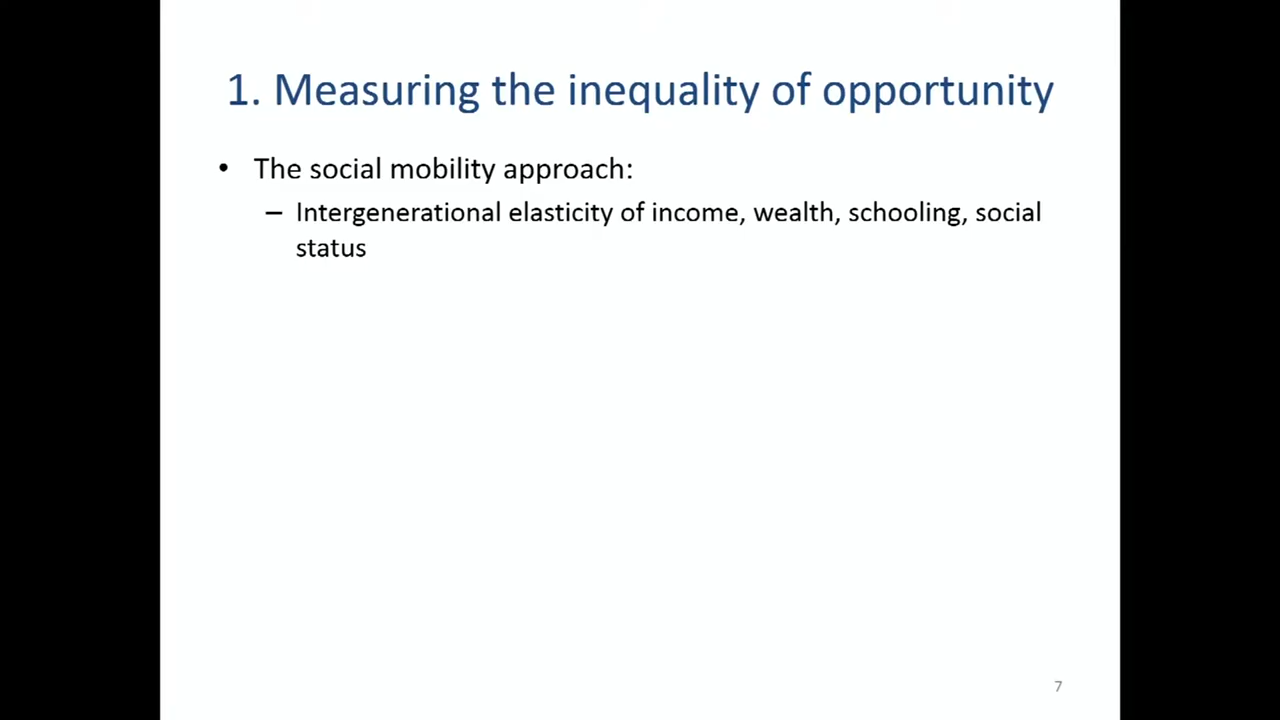 1. Measuring the inequality of opportunity
• The social mobility approach:
– Intergenerational elasticity of income, wealth, schooling, social
status
7